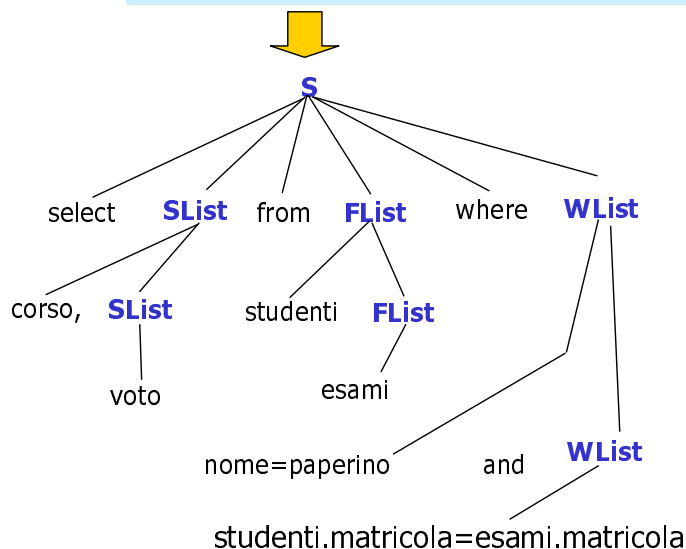 S
select SList from FList where WList
corso, SList studenti FList
voto esami
nome=paperino and WList
studenti.matricola=esami.matricola